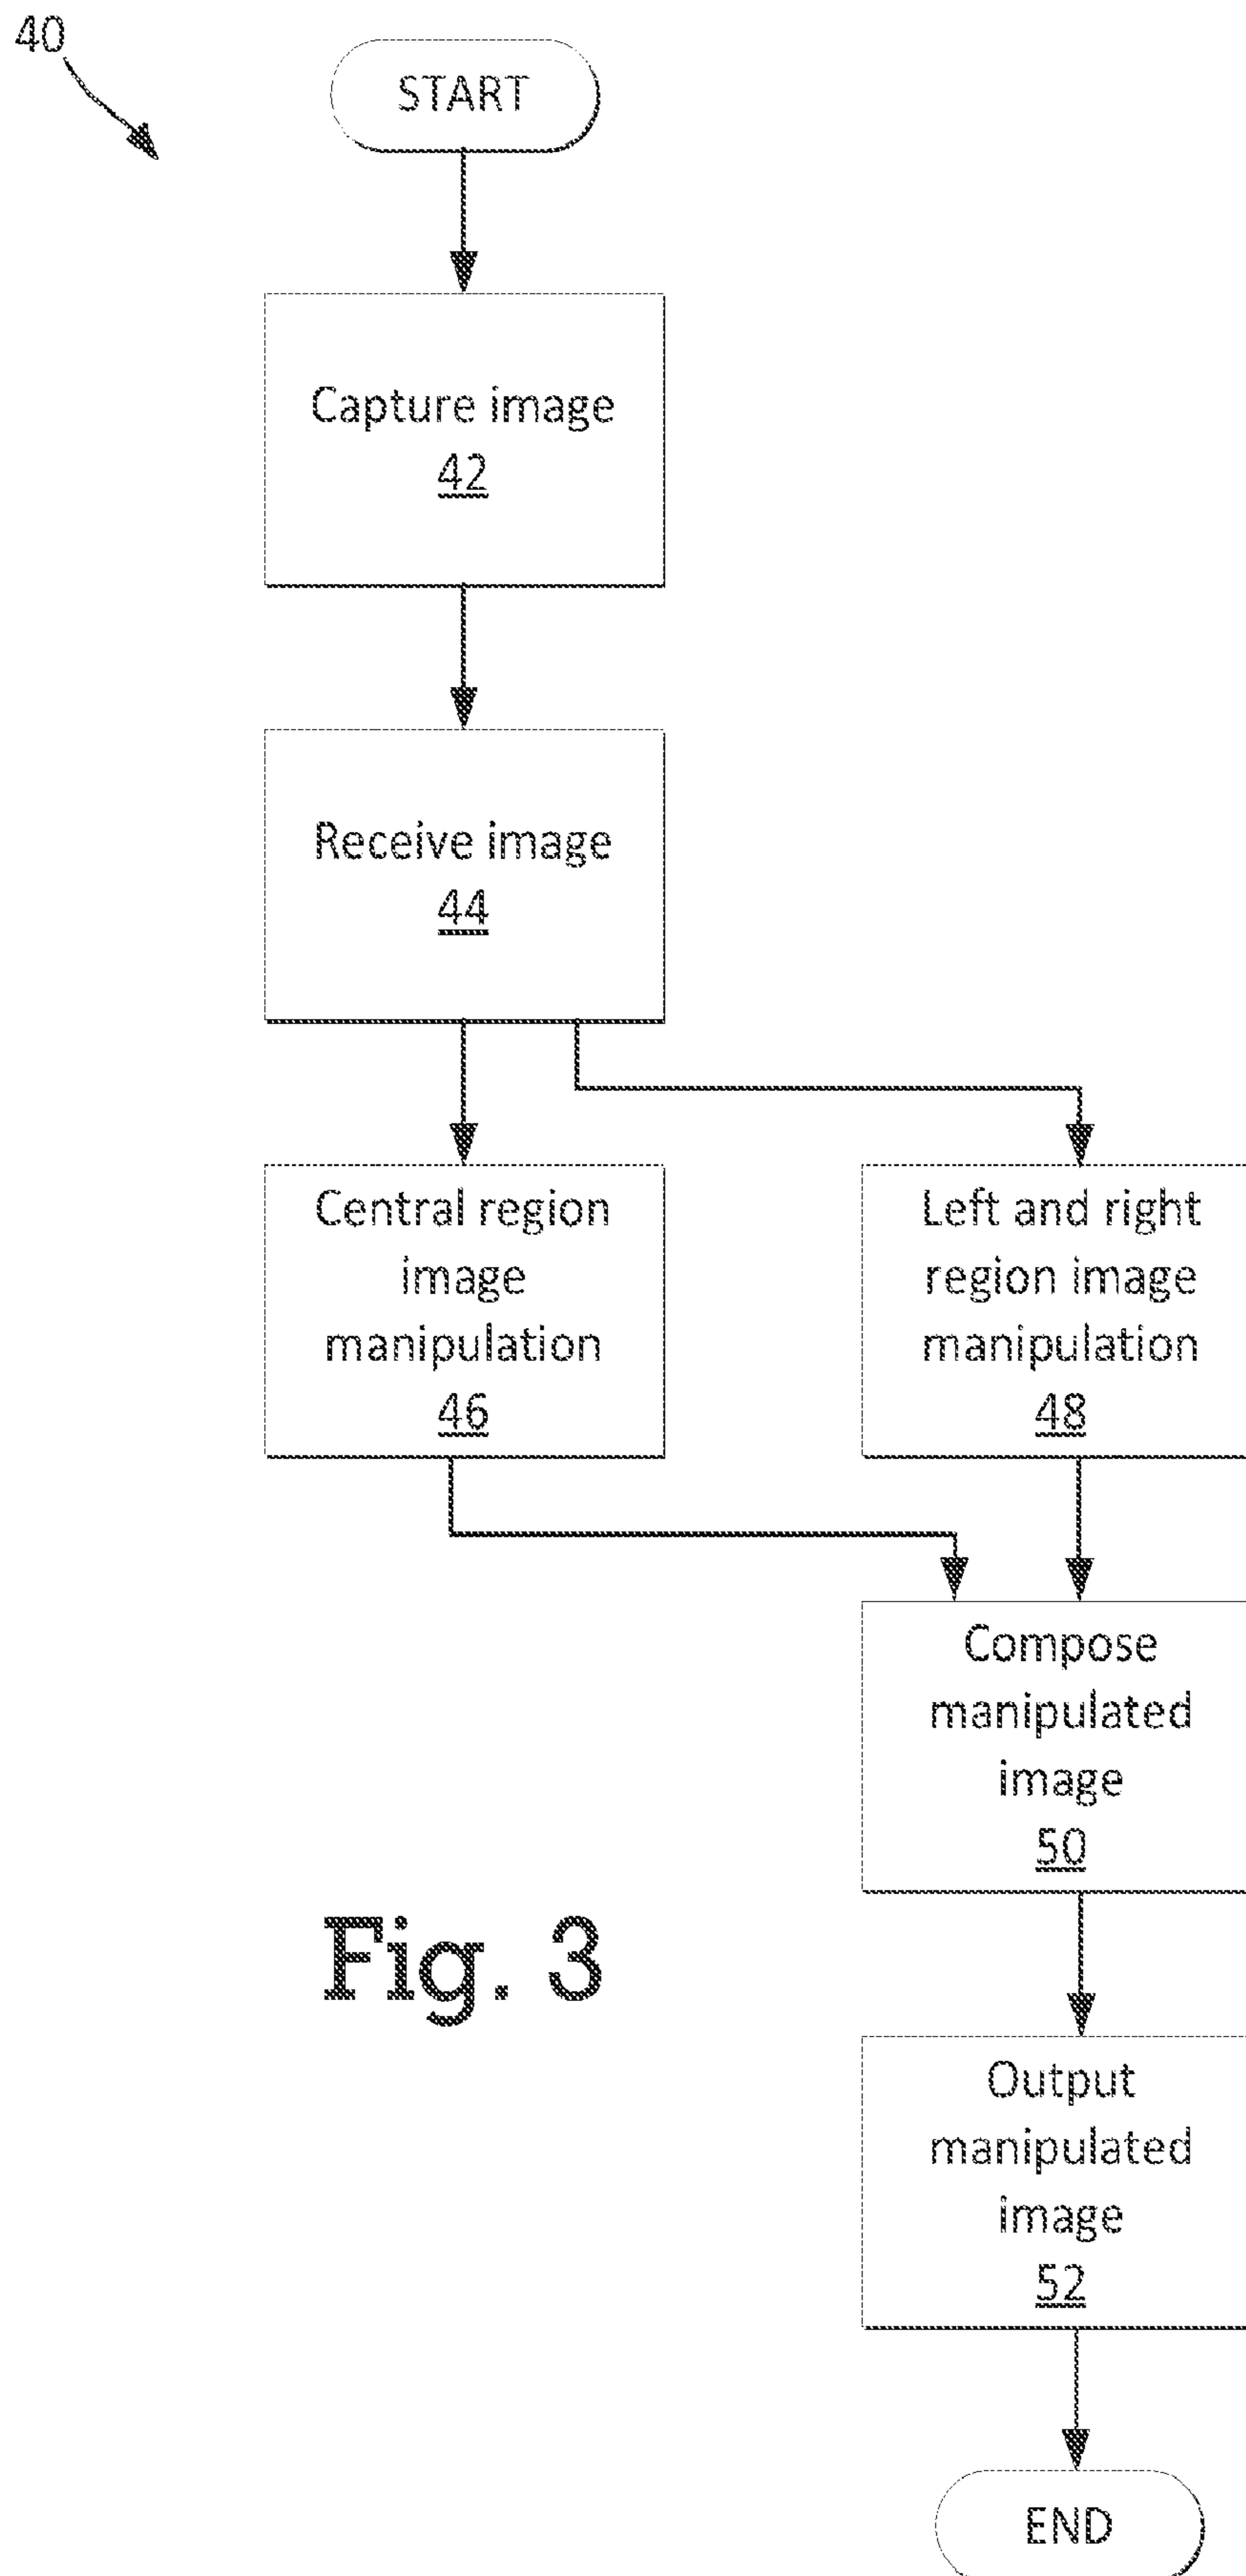 40
START
Capture image
42
Receive image
44
Central region
image
manipulation
46
Left and right
region image
manipulation
48
Compose
manipulated
image
50
Fig. 3
Output
manipulated
image
52
END